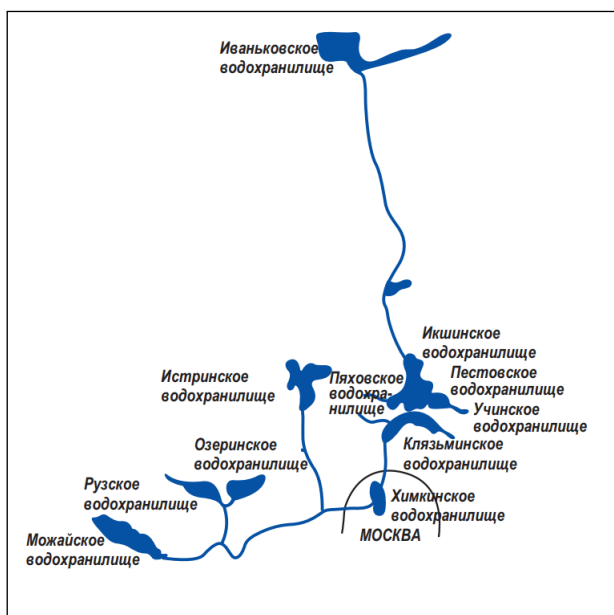 Иваньковское
водохранилище
Икшинское
водохранилище
Пестовское
водохранилище
Учинское
водохранилище
Пяховское
водохра-
нилище
Истринское
водохранилище
Клязьминское
водохранилище
Озеринское
водохранилище
Рузское
водохранилище
Химкинское
водохранилище
МОСКВА
Можайское
водохранилище